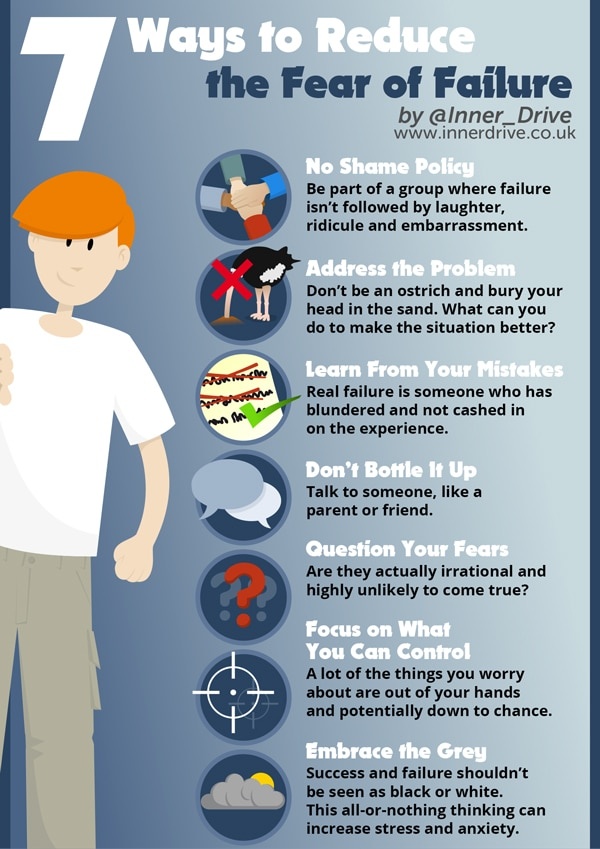 7 Ways to Reduce
the Fear of Failure
by @Inner_Drive
www.innerdrive.co.uk
No Shame Policy
Be part of a group where failure
isn't followed by laughter,
ridicule and embarrassment.
Address the Problem
Don't be an ostrich and bury your
head in the sand. What can you
do to make the situation better?
Learn From Your Mistakes
Real failure is someone who has
blundered and not cashed in
on the experience.
Don't Bottle It Up
Talk to someone, like a
parent or friend.
Question Your Fears
Are they actually irrational and
highly unlikely to come true?
Focus on What
You Can Control
A lot of the things you worry
about are out of your hands
and potentially down to chance.
Embrace the Grey
Success and failure shouldn't
be seen as black or white.
This all-or-nothing thinking can
increase stress and anxiety.